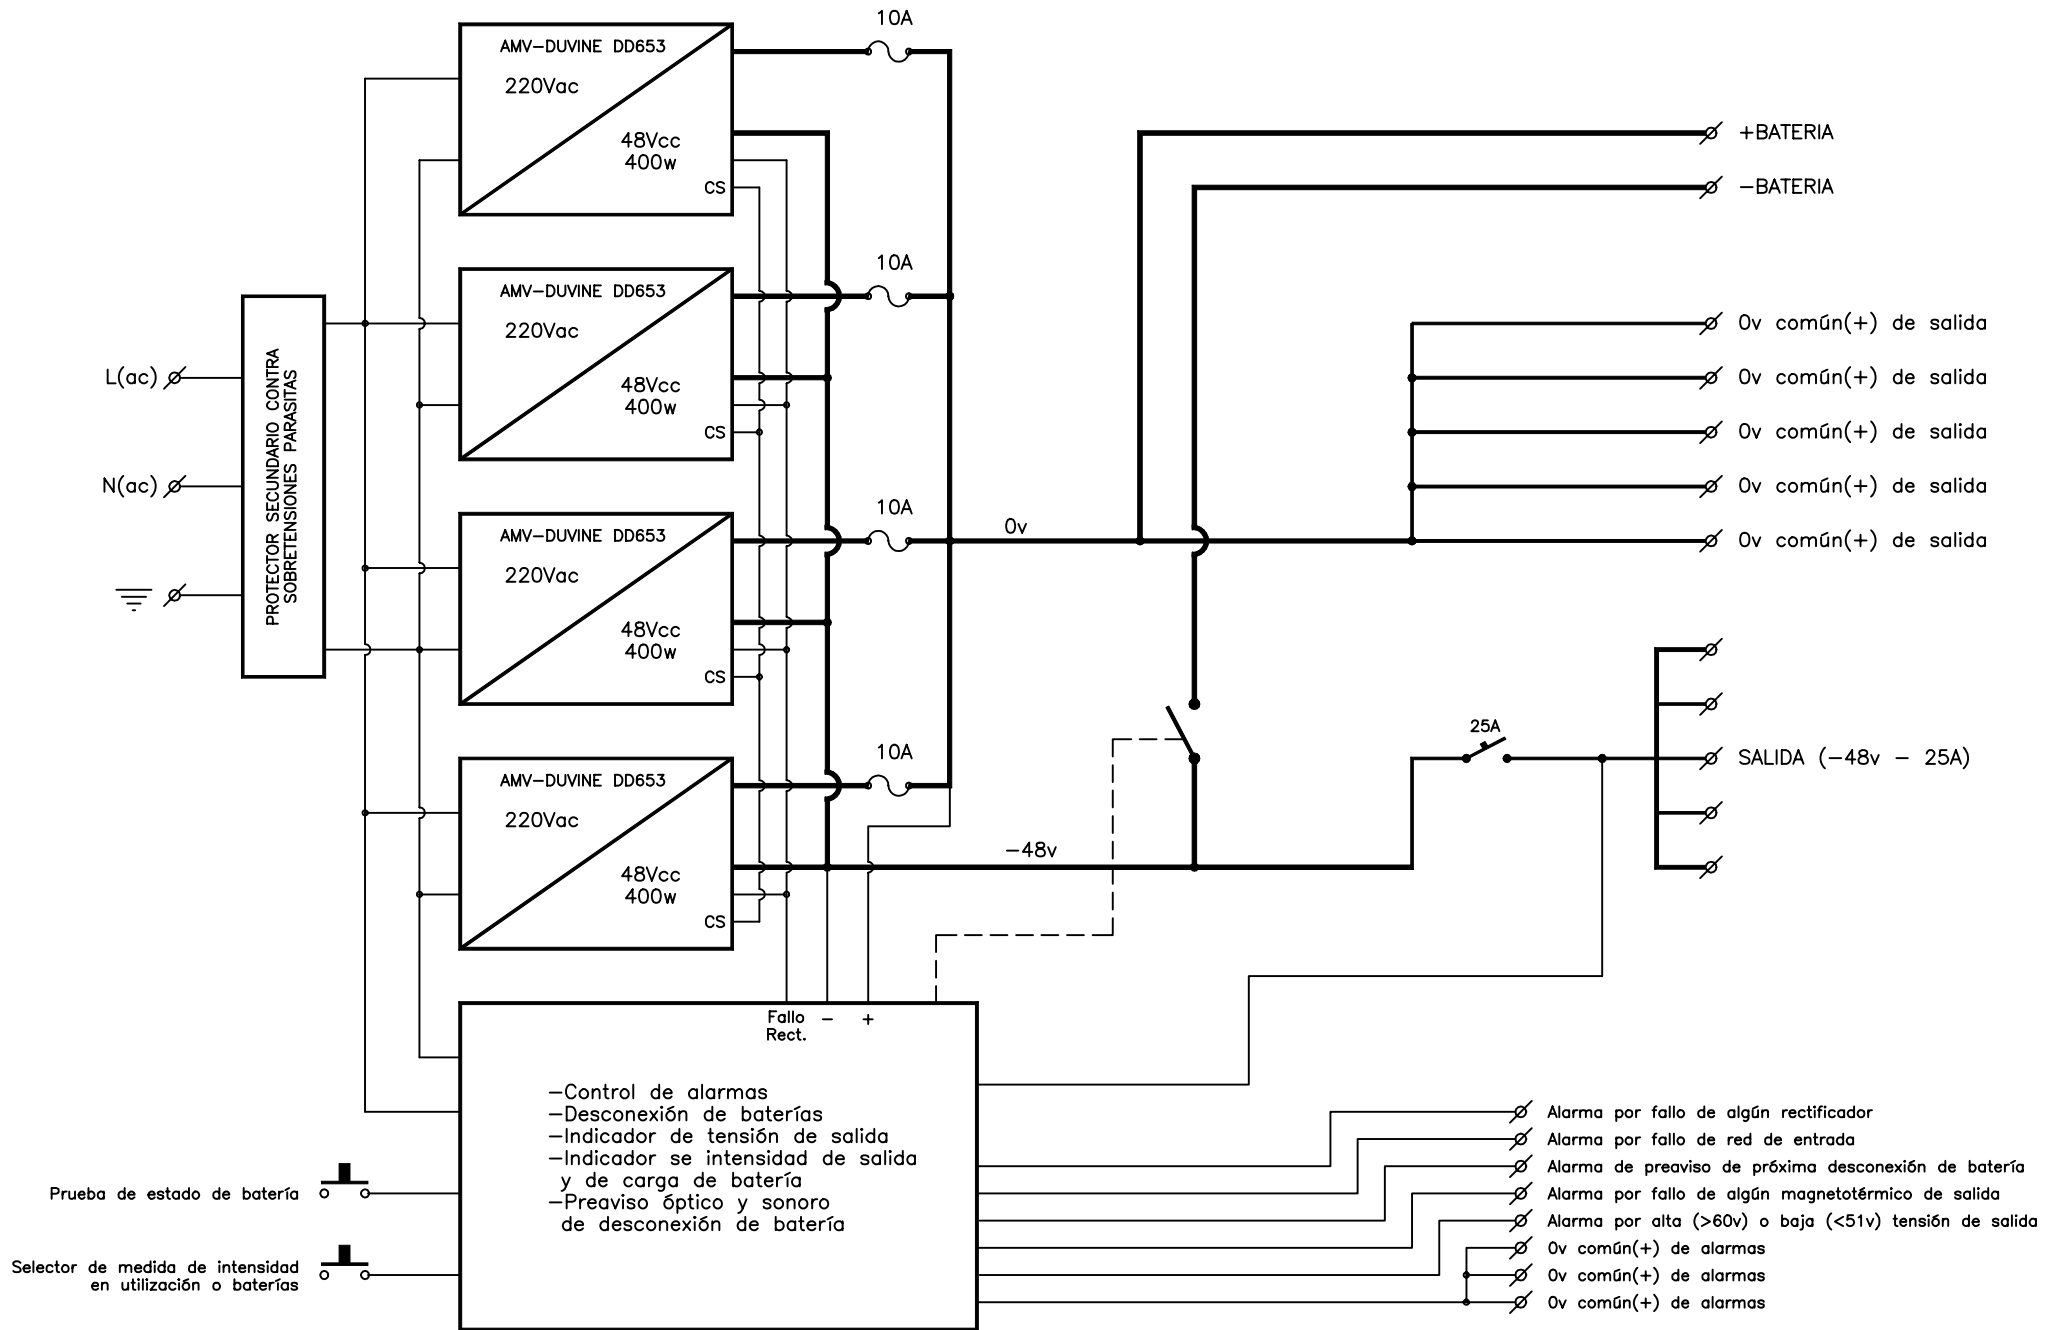 10A
AMV-DUVINE DD653
220Vac
48Vcc
400w
CS
+BATERIA
-BATERIA
10A
AMV-DUVINE DD653
220Vac
48Vcc
400w
CS
L(ac)
N(ac)
PROTECTOR SECUNDARIO CONTRA
SOBRETENSIONES PARASITAS
0v común(+) de salida
0v común(+) de salida
0v común(+) de salida
0v común(+) de salida
0v común(+) de salida
10A
AMV-DUVINE DD653
220Vac
48Vcc
400w
CS
0v
10A
AMV-DUVINE DD653
220Vac
48Vcc
400w
CS
-48v
25A
SALIDA (-48v - 25A)
Fallo
Rect.
-
+
-Control de alarmas
-Desconexión de baterías
-Indicador de tensión de salida
-Indicador se intensidad de salida
y de carga de batería
-Preaviso óptico y sonoro
de desconexión de batería
Prueba de estado de batería
Selector de medida de intensidad
en utilización o baterías
Alarma por fallo de algún rectificador
Alarma por fallo de red de entrada
Alarma de preaviso de próxima desconexión de batería
Alarma por fallo de algún magnetotérmico de salida
Alarma por alta (>60v) o baja (<51v) tensión de salida
0v común(+) de alarmas
0v común(+) de alarmas
0v común(+) de alarmas